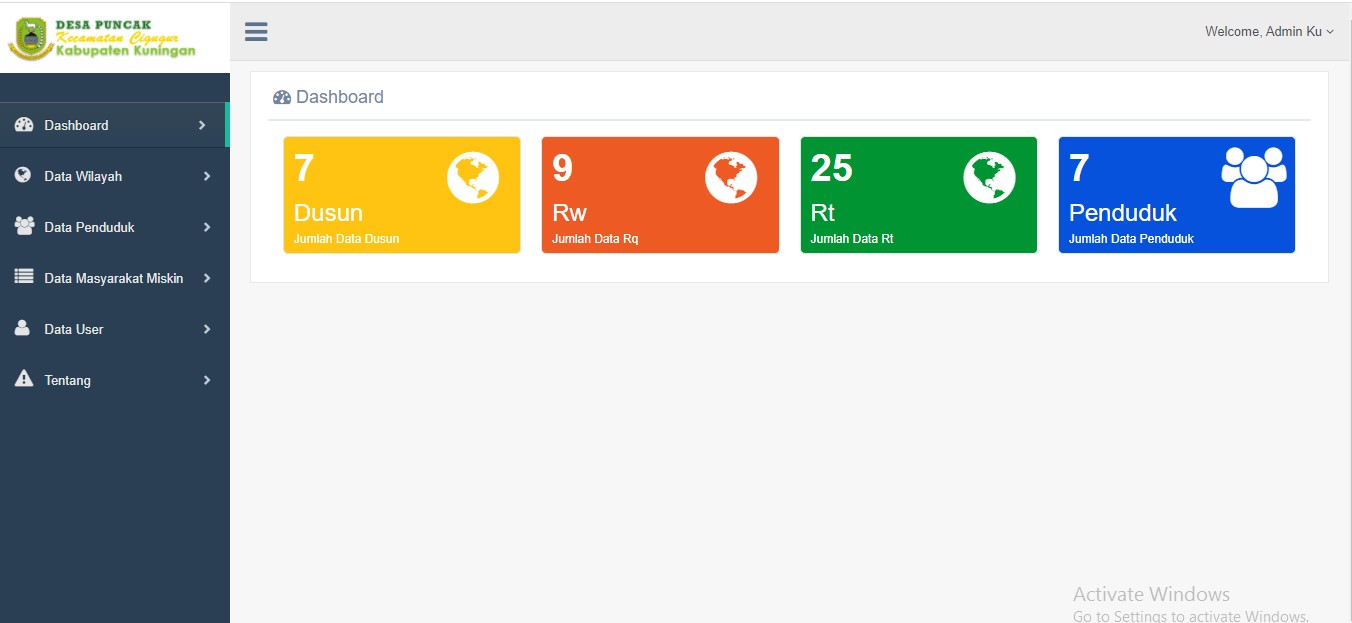 DESA PUNCAK
Kecamatan Cigugur
Kabupaten Kuningan
Welcome, Admin Ku
Dashboard
Data Wilayah
Data Penduduk
Data Masyarakat Miskin
Data User
Tentang
Dashboard
7
Dusun
Jumlah Data Dusun
9
Rw
Jumlah Data Rq
25
Rt
Jumlah Data Rt
7
Penduduk
Jumlah Data Penduduk
Activate Windows
Go to Settings to activate Windows.